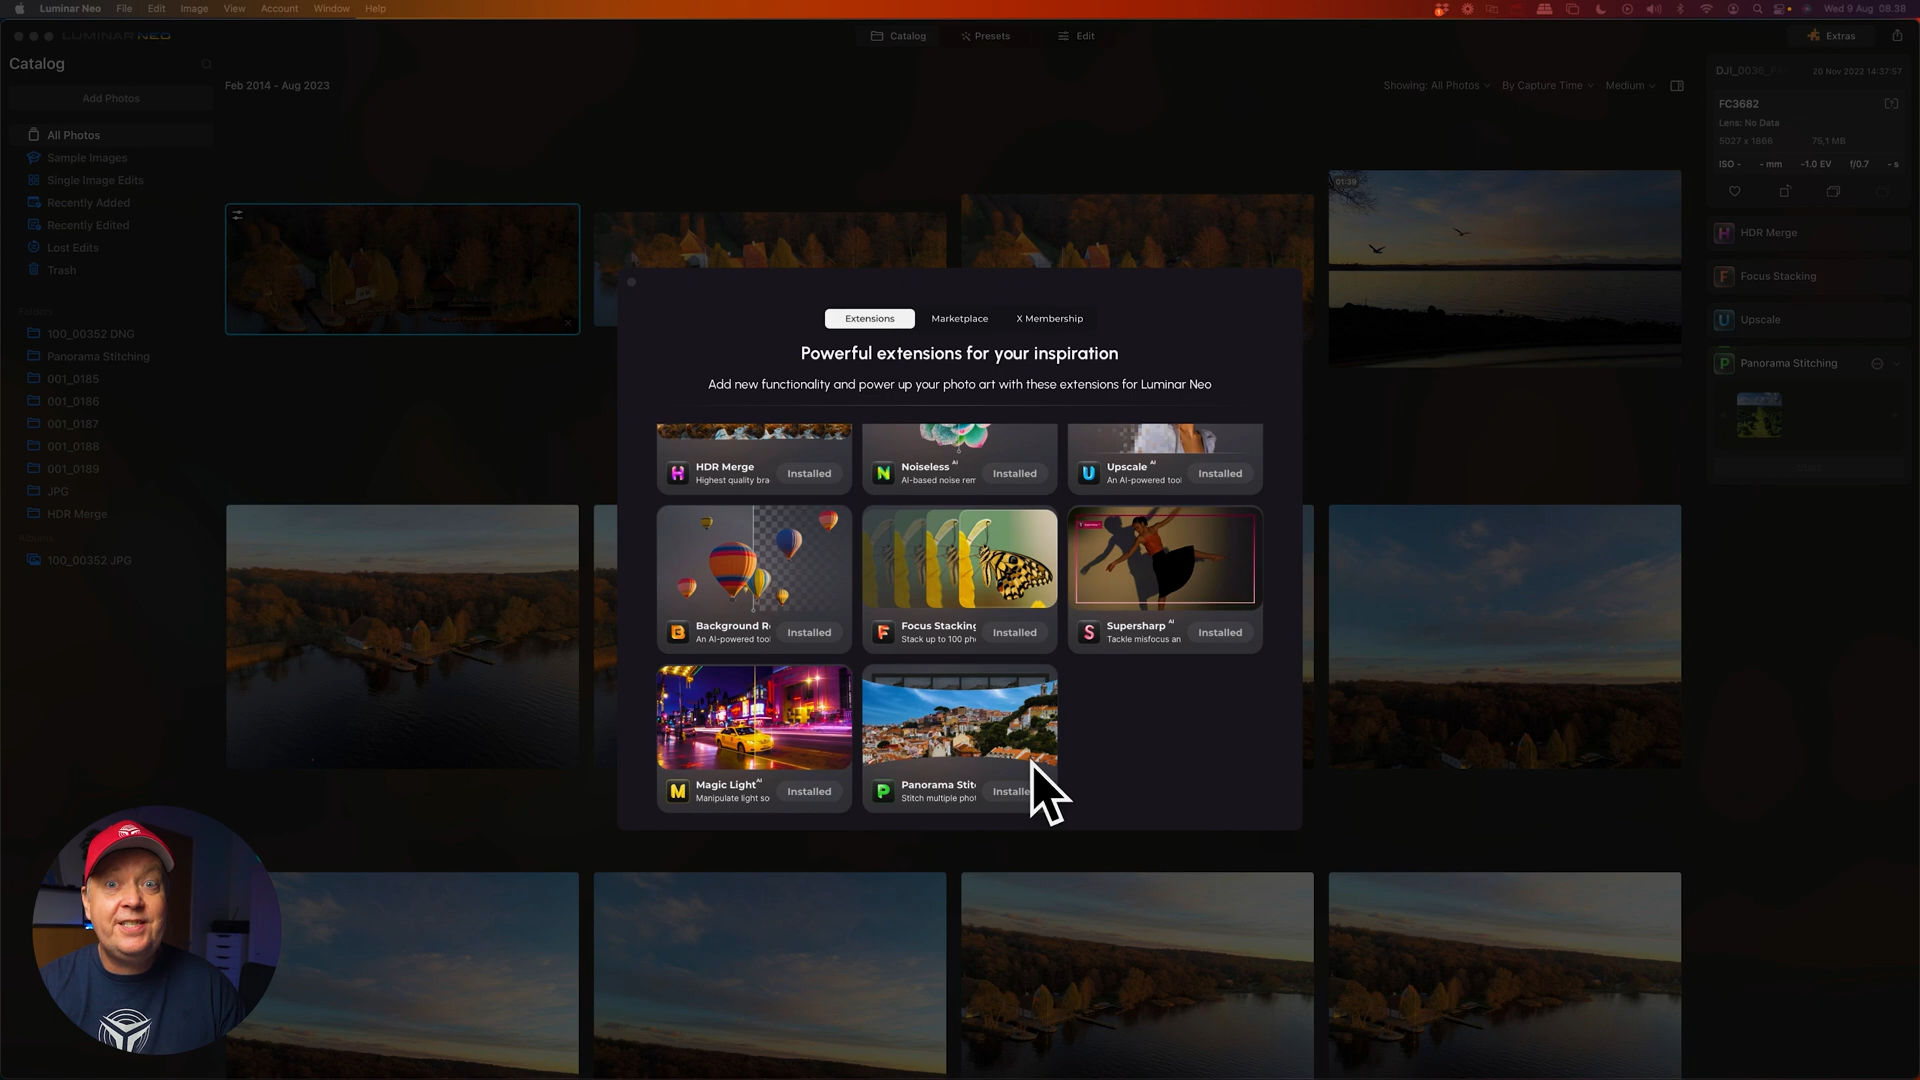 Luminar Neo File Edit Image View Account Window Help
Wed 9 Aug 08.38
LUMINAR NEO
Catalog Presets Edit
Extras
Catalog
Add Photos
All Photos
Sample Images
Single Image Edits
Recently Added
Recently Edited
Lost Edits
Trash
Folders
100_00352 DNG
Panorama Stitching
001_0185
001_0186
001_0187
001_0188
001_0189
JPG
HDR Merge
Albums
100_00352 JPG
Feb 2014 - Aug 2023
Showing: All Photos By Capture Time Medium
01:39
Extensions Marketplace X Membership
Powerful extensions for your inspiration
Add new functionality and power up your photo art with these extensions for Luminar Neo
H HDR Merge
Highest quality bra
Installed
N Noiseless AI
AI-based noise rem
Installed
U Upscale AI
An AI-powered tool
Installed
B Background R
An AI-powered tool
Installed
F Focus Stacking
Stack up to 100 ph
Installed
S Supersharp AI
Tackle misfocus an
Installed
M Magic Light AI
Manipulate light so
Installed
P Panorama Stit
Stitch multiple phot
Installe
DJI_0036_ 20 Nov 2022 14:37:57
FC3682
Lens: No Data
5027 x 1866 75,1 MB
ISO - - mm -1.0 EV f/0.7 - s
H HDR Merge
F Focus Stacking
U Upscale
P Panorama Stitching